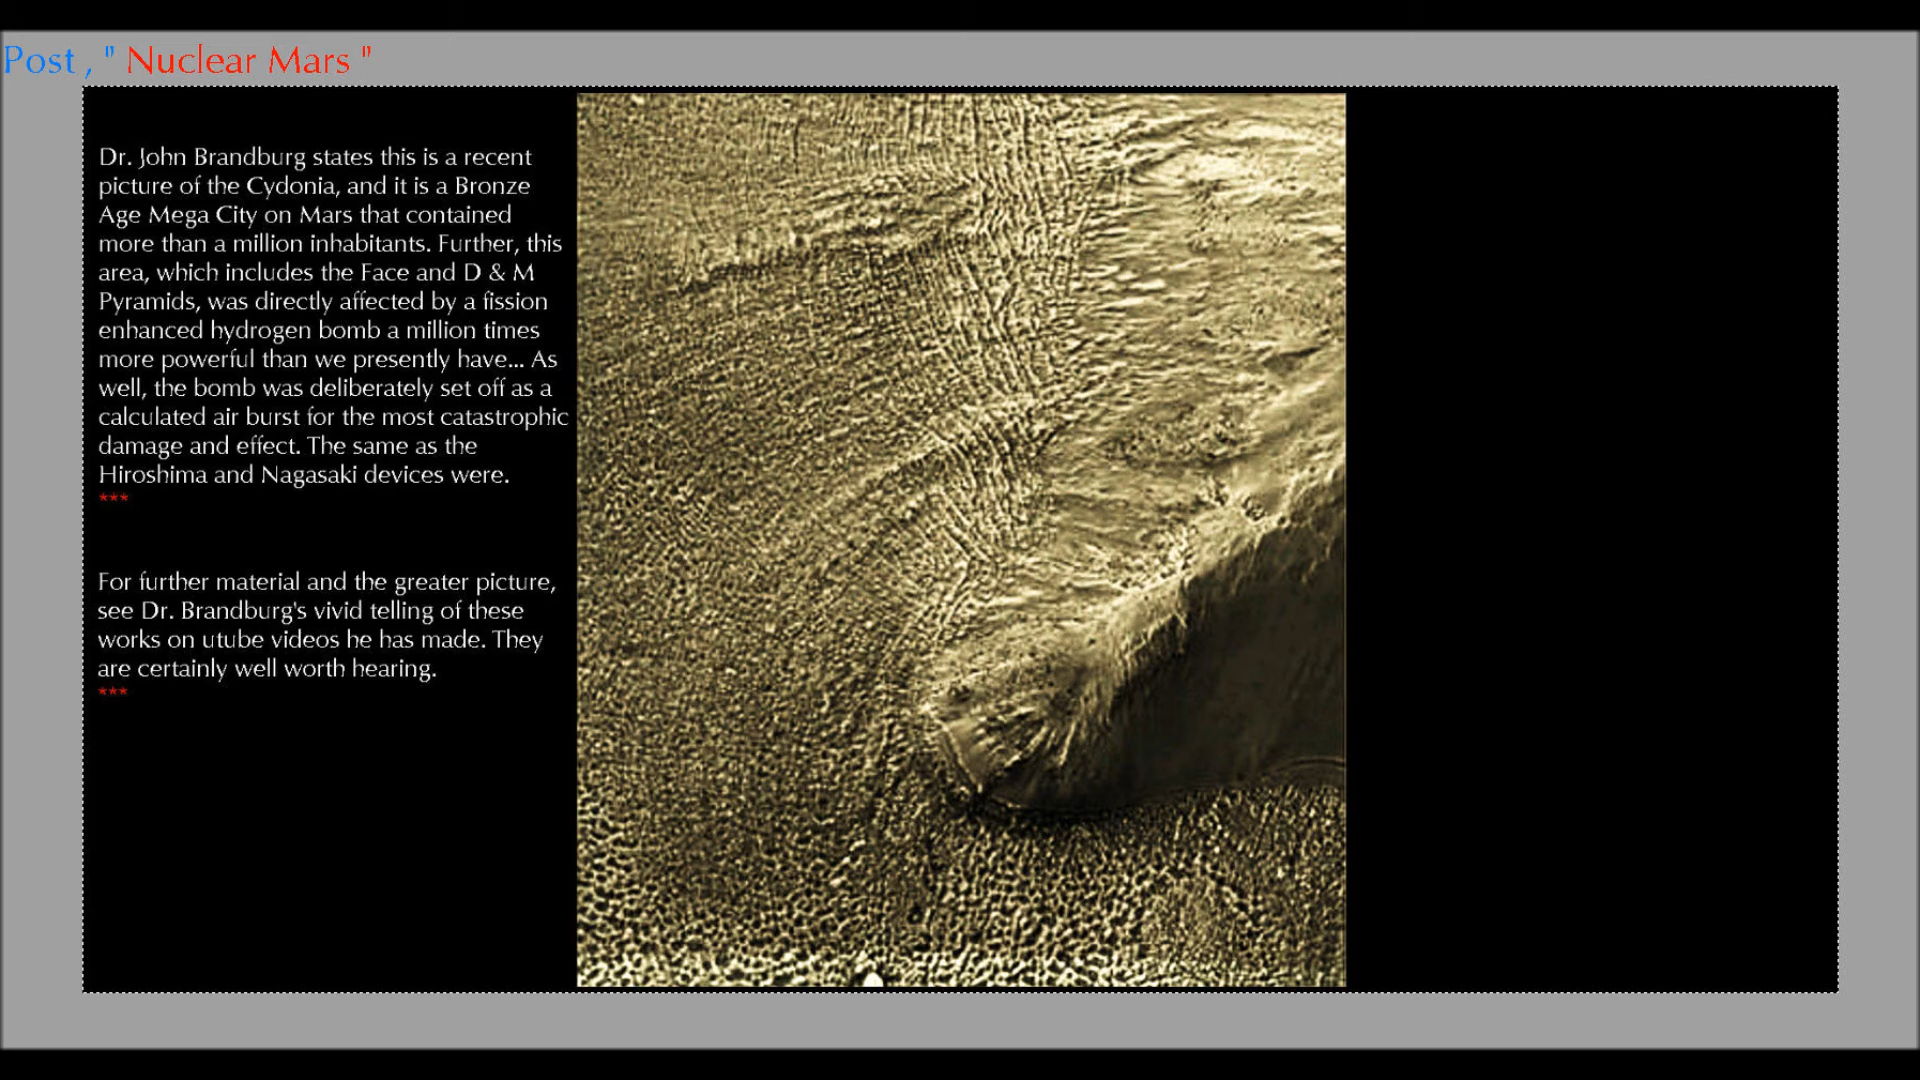 Post , " Nuclear Mars "
Dr. John Brandburg states this is a recent
picture of the Cydonia, and it is a Bronze
Age Mega City on Mars that contained
more than a million inhabitants. Further, this
area, which includes the Face and D & M
Pyramids, was directly affected by a fission
enhanced hydrogen bomb a million times
more powerful than we presently have... As
well, the bomb was deliberately set off as a
calculated air burst for the most catastrophic
damage and effect. The same as the
Hiroshima and Nagasaki devices were.
***
For further material and the greater picture,
see Dr. Brandburg's vivid telling of these
works on utube videos he has made. They
are certainly well worth hearing.
***